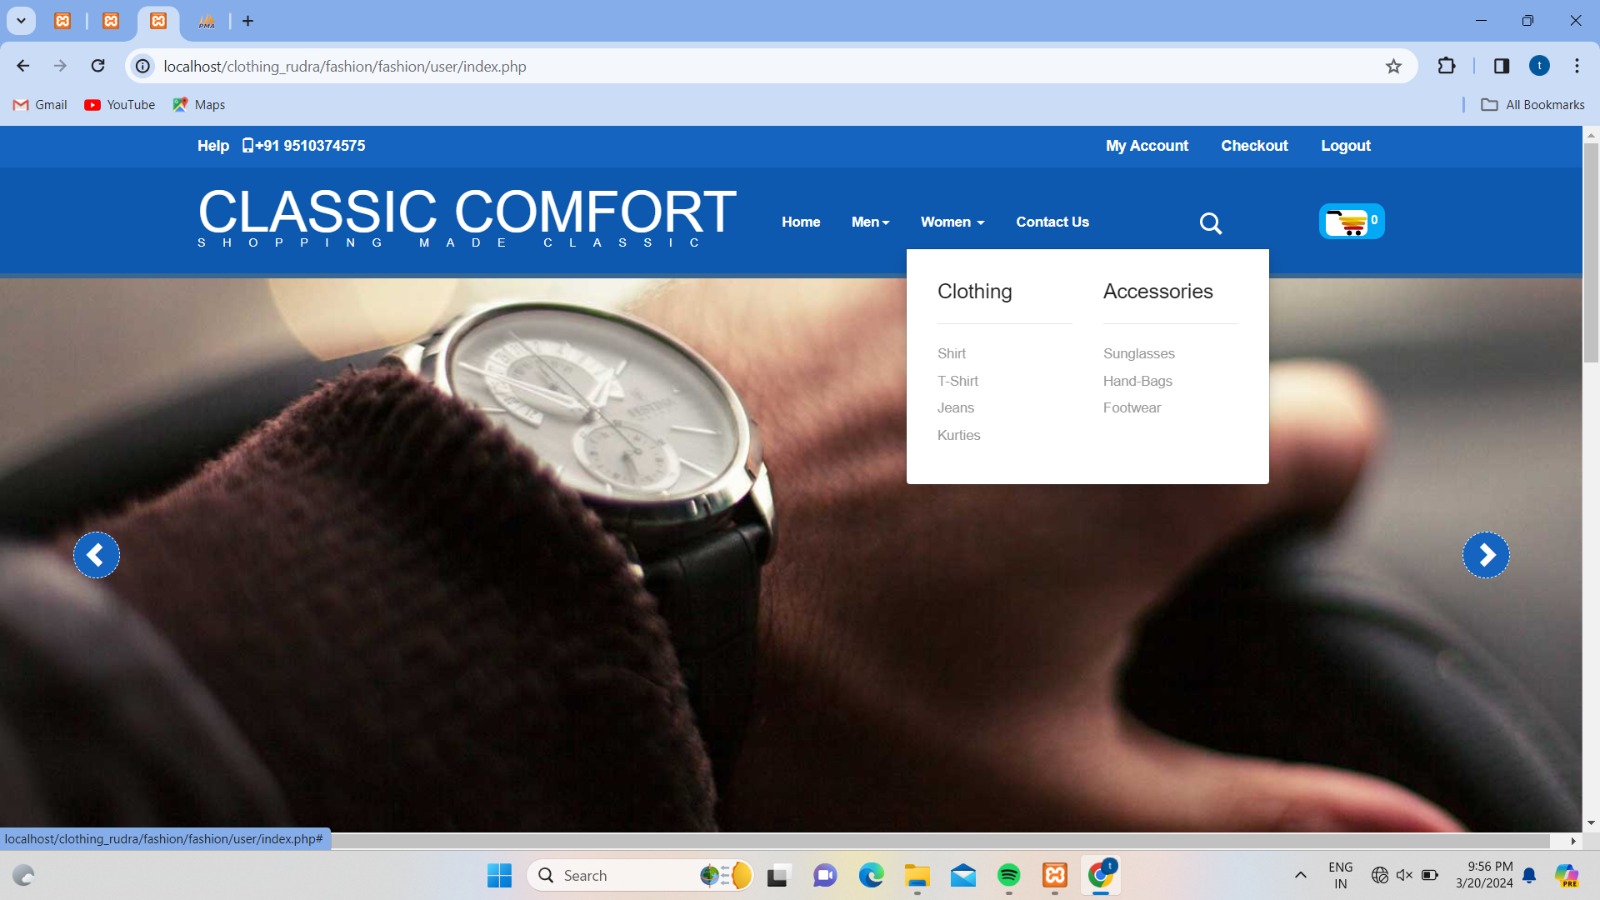 localhost/clothing_rudra/fashion/fashion/user/index.php
Gmail YouTube Maps All Bookmarks
Help +91 9510374575 My Account Checkout Logout
CLASSIC COMFORT
SHOPPING MADE CLASSIC
Home Men Women Contact Us 0
Clothing Accessories
Shirt Sunglasses
T-Shirt Hand-Bags
Jeans Footwear
Kurties
FESTINA
localhost/clothing_rudra/fashion/fashion/user/index.php#
Search ENG 9:56 PM
IN 3/20/2024